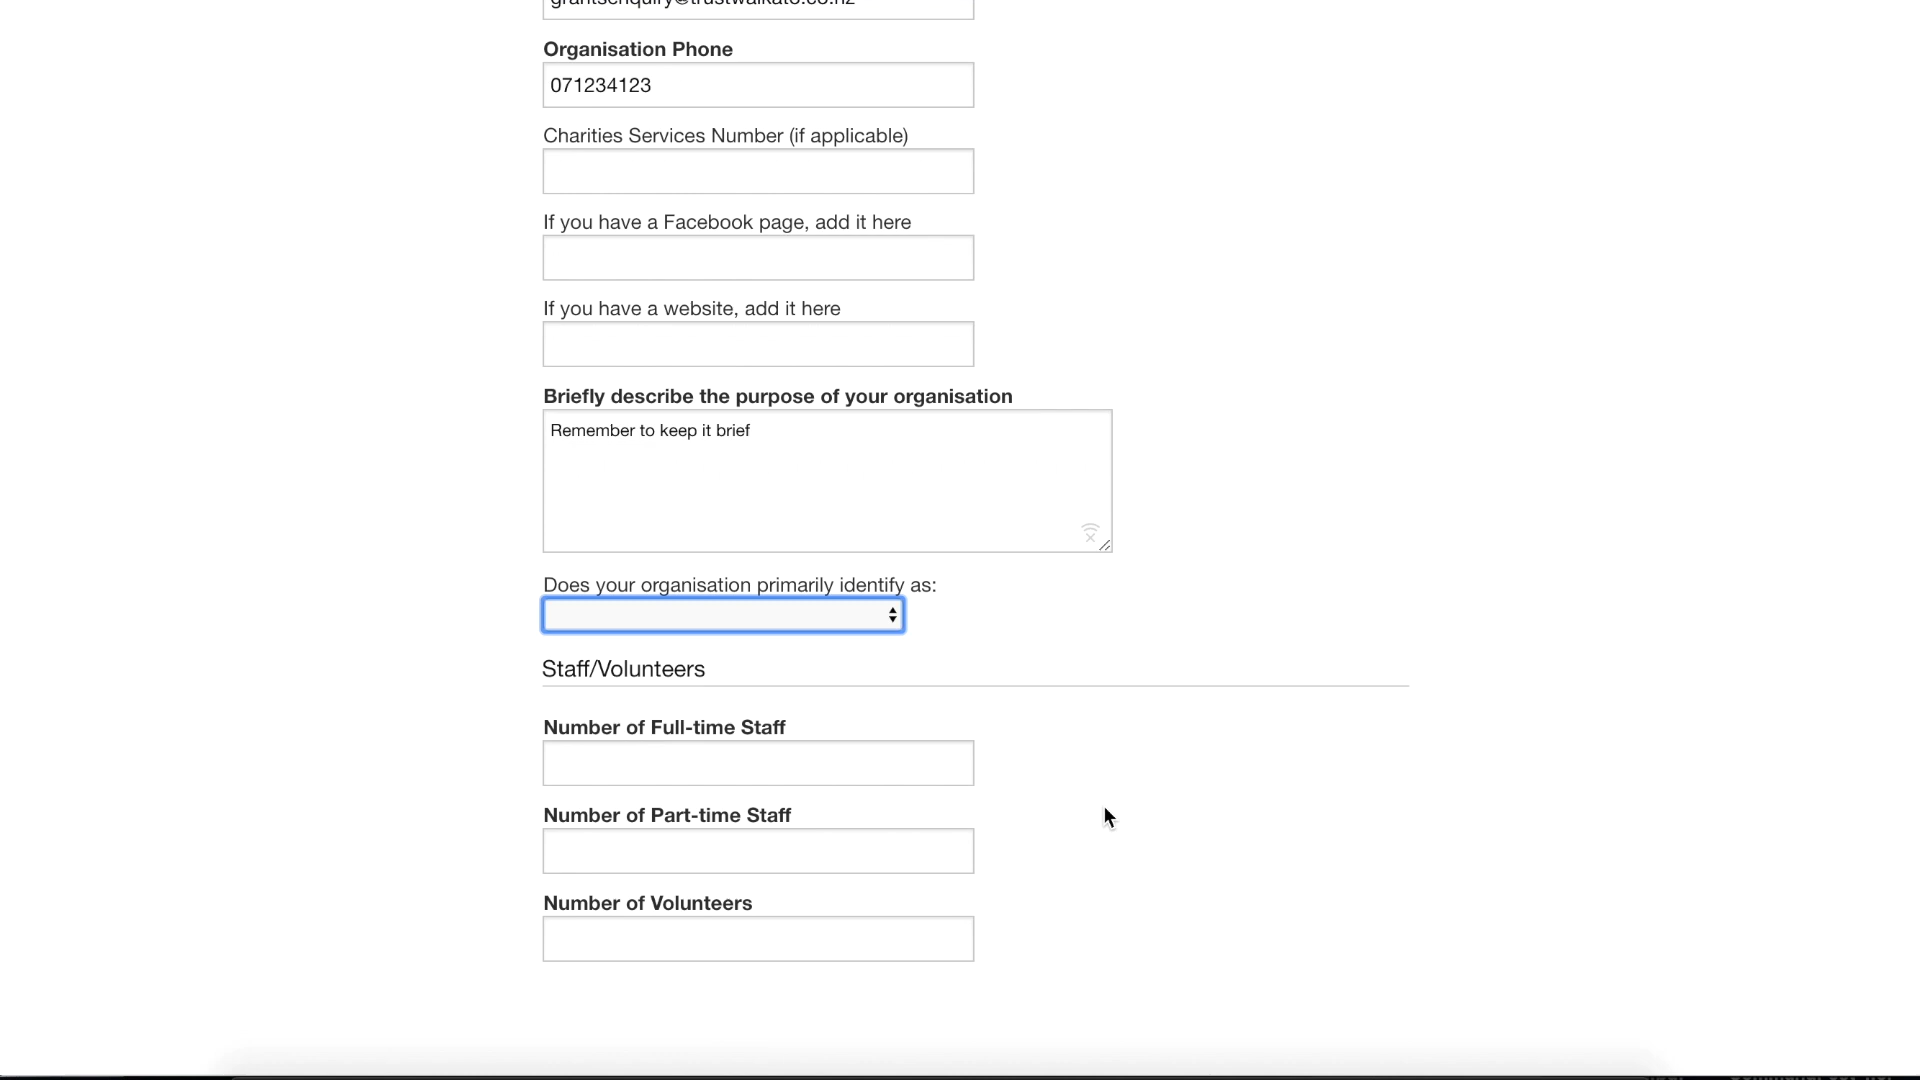 Organisation Phone
071234123
Charities Services Number (if applicable)
If you have a Facebook page, add it here
If you have a website, add it here
Briefly describe the purpose of your organisation
Remember to keep it brief
Does your organisation primarily identify as:
Staff/Volunteers
Number of Full-time Staff
Number of Part-time Staff
Number of Volunteers